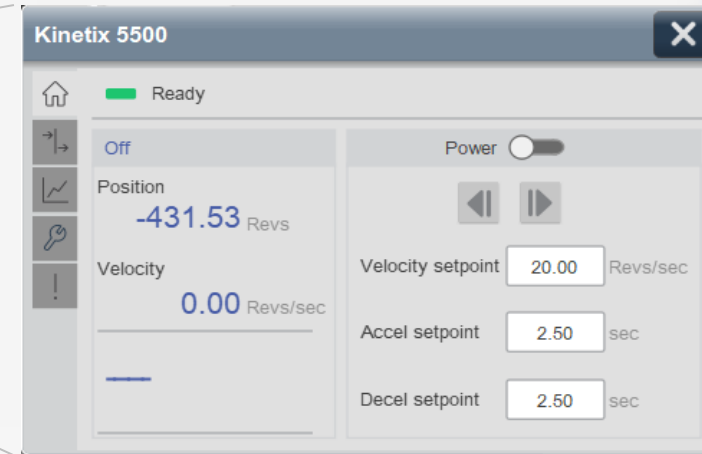 Kinetix 5500
Ready
Off
Power
Position
-431.53 Revs
Velocity
0.00 Revs/sec
Velocity setpoint 20.00 Revs/sec
Accel setpoint 2.50 sec
Decel setpoint 2.50 sec